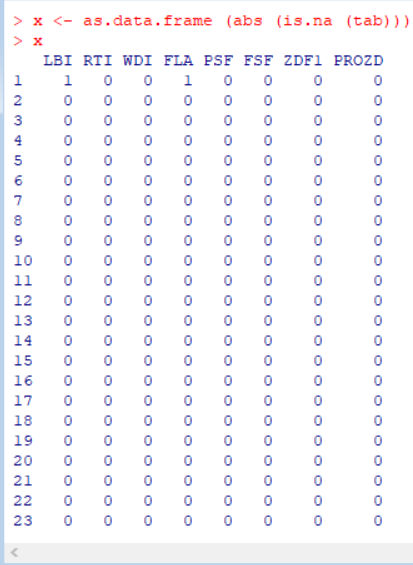 > x <- as.data.frame (abs (is.na (tab)))
> x
LBI RTI WDI FLA PSF FSF ZDF1 PROZD
1 1 0 0 1 0 0 0 0
2 0 0 0 0 0 0 0 0
3 0 0 0 0 0 0 0 0
4 0 0 0 0 0 0 0 0
5 0 0 0 0 0 0 0 0
6 0 0 0 0 0 0 0 0
7 0 0 0 0 0 0 0 0
8 0 0 0 0 0 0 0 0
9 0 0 0 0 0 0 0 0
10 0 0 0 0 0 0 0 0
11 0 0 0 0 0 0 0 0
12 0 0 0 0 0 0 0 0
13 0 0 0 0 0 0 0 0
14 0 0 0 0 0 0 0 0
15 0 0 0 0 0 0 0 0
16 0 0 0 0 0 0 0 0
17 0 0 0 0 0 0 0 0
18 0 0 0 0 0 0 0 0
19 0 0 0 0 0 0 0 0
20 0 0 0 0 0 0 0 0
21 0 0 0 0 0 0 0 0
22 0 0 0 0 0 0 0 0
23 0 0 0 0 0 0 0 0